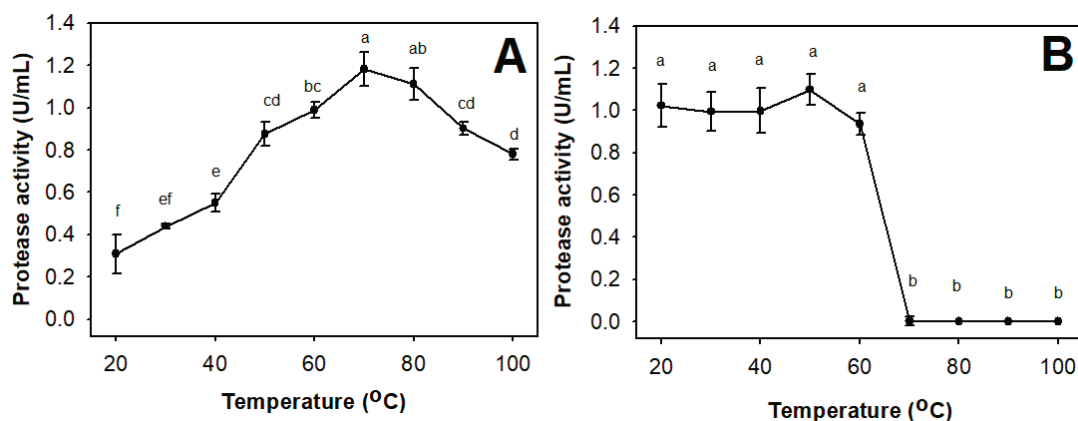 A
Protease activity (U/mL)
1.4
1.2
1.0
0.8
0.6
0.4
0.2
0.0
f
ef
e
cd
bc
a
ab
cd
d
20
40
60
80
100
Temperature (ºC)
B
Protease activity (U/mL)
1.4
1.2
1.0
0.8
0.6
0.4
0.2
0.0
a
a
a
a
a
b
b
b
b
20
40
60
80
100
Temperature (ºC)